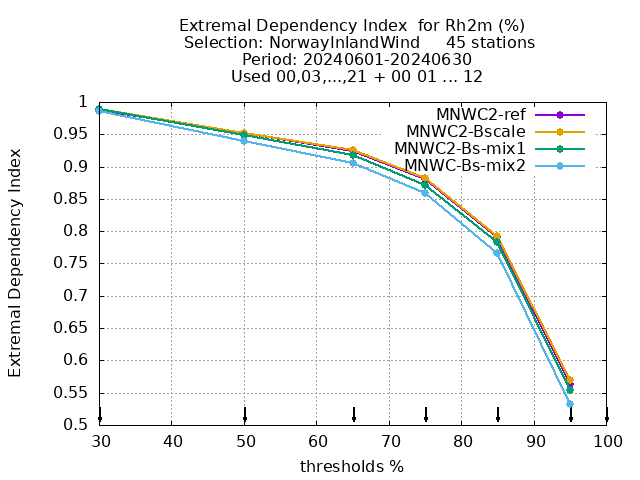 Extremal Dependency Index  for Rh2m (%)
Selection: NorwayInlandWind     45 stations
Period: 20240601-20240630
Used 00,03,...,21 + 00 01 ... 12
MNWC2-ref
MNWC2-Bscale
MNWC2-Bs-mix1
MNWC-Bs-mix2
Extremal Dependency Index
1
0.95
0.9
0.85
0.8
0.75
0.7
0.65
0.6
0.55
0.5
30 40 50 60 70 80 90 100
thresholds %